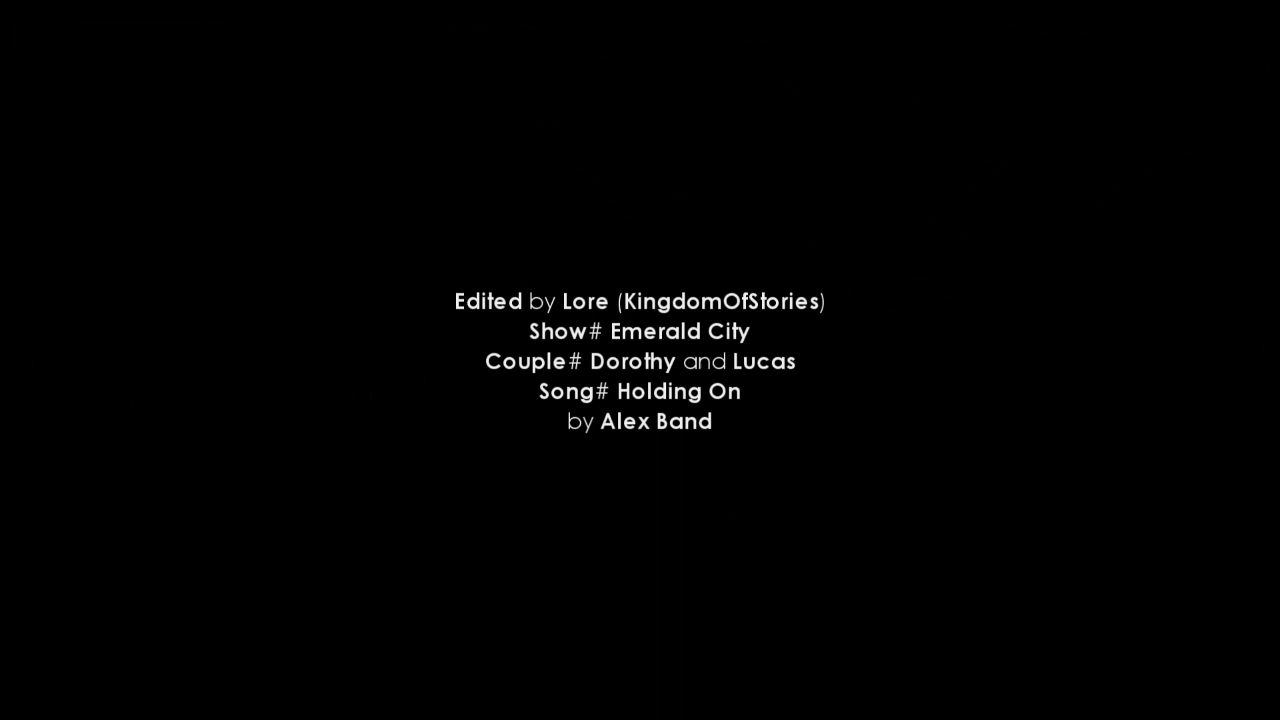 Edited by Lore (KingdomOfStories)
Show# Emerald City
Couple# Dorothy and Lucas
Song# Holding On
by Alex Band